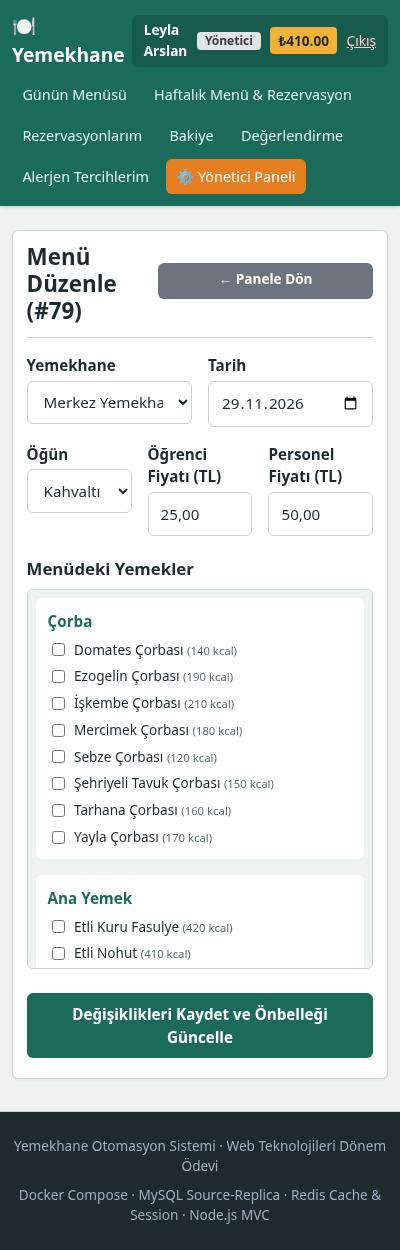 🍽️
Yemekhane
Leyla
Arslan
Yönetici
₺410.00
Çıkış
Günün Menüsü
Haftalık Menü & Rezervasyon
Rezervasyonlarım
Bakiye
Değerlendirme
Alerjen Tercihlerim
⚙️ Yönetici Paneli
Menü
Düzenle
(#79)
← Panele Dön
Yemekhane
Tarih
Merkez Yemekha
29.11.2026
Öğün
Öğrenci
Fiyatı (TL)
Personel
Fiyatı (TL)
Kahvaltı
25,00
50,00
Menüdeki Yemekler
Çorba
Domates Çorbası (140 kcal)
Ezogelin Çorbası (190 kcal)
İşkembe Çorbası (210 kcal)
Mercimek Çorbası (180 kcal)
Sebze Çorbası (120 kcal)
Şehriyeli Tavuk Çorbası (150 kcal)
Tarhana Çorbası (160 kcal)
Yayla Çorbası (170 kcal)
Ana Yemek
Etli Kuru Fasulye (420 kcal)
Etli Nohut (410 kcal)
Değişiklikleri Kaydet ve Önbelleği
Güncelle
Yemekhane Otomasyon Sistemi · Web Teknolojileri Dönem
Ödevi
Docker Compose · MySQL Source-Replica · Redis Cache &
Session · Node.js MVC